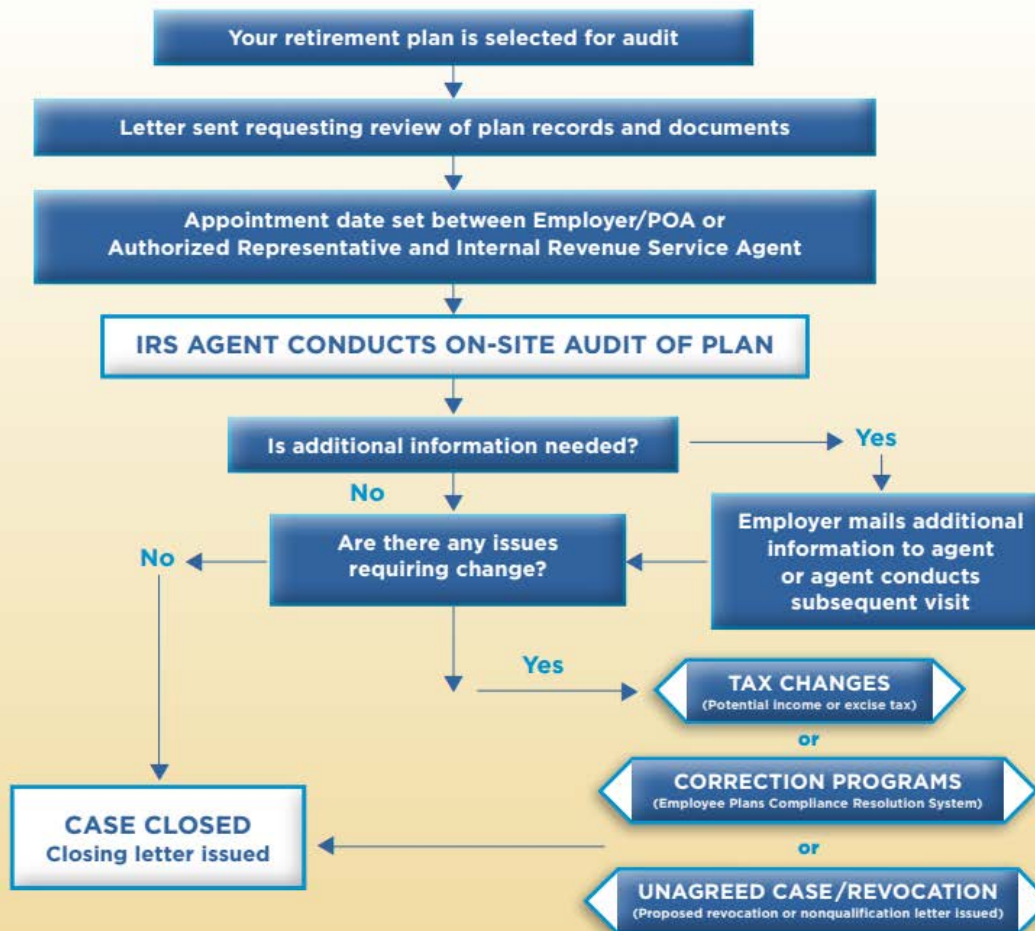 Your retirement plan is selected for audit
Letter sent requesting review of plan records and documents
Appointment date set between Employer/POA or
Authorized Representative and Internal Revenue Service Agent
IRS AGENT CONDUCTS ON-SITE AUDIT OF PLAN
Is additional information needed?
Yes
No
Employer mails additional
information to agent
or agent conducts
subsequent visit
Are there any issues
requiring change?
No
Yes
TAX CHANGES
(Potential income or excise tax)
or
CORRECTION PROGRAMS
(Employee Plans Compliance Resolution System)
or
UNAGREED CASE/REVOCATION
(Proposed revocation or nonqualification letter issued)
CASE CLOSED
Closing letter issued